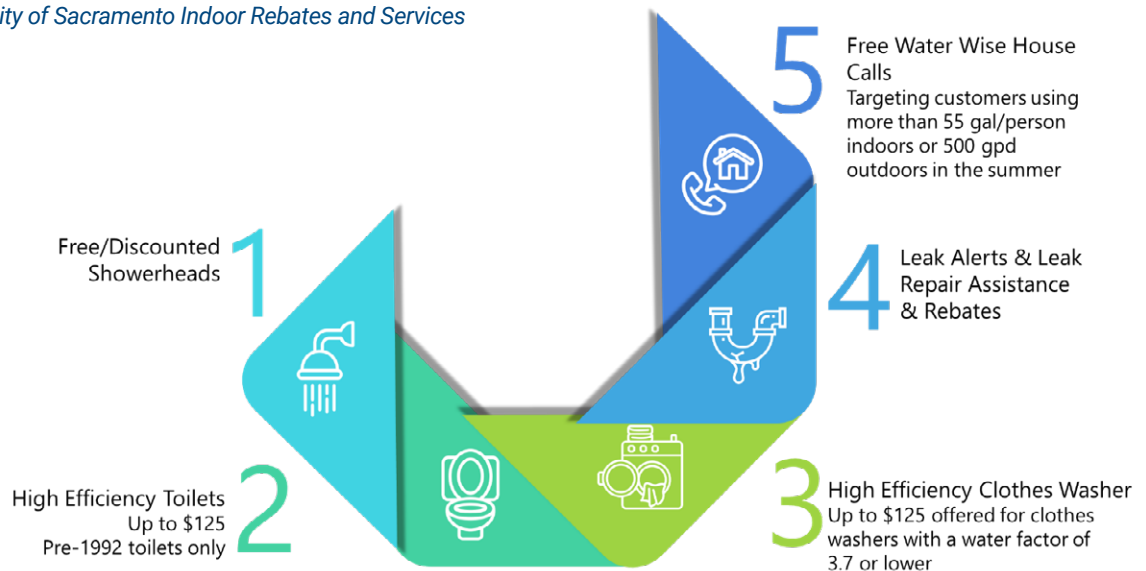 ity of Sacramento Indoor Rebates and Services
1
Free/Discounted
Showerheads
2
High Efficiency Toilets
Up to $125
Pre-1992 toilets only
3
High Efficiency Clothes Washer
Up to $125 offered for clothes
washers with a water factor of
3.7 or lower
4
Leak Alerts & Leak
Repair Assistance
& Rebates
5
Free Water Wise House
Calls
Targeting customers using
more than 55 gal/person
indoors or 500 gpd
outdoors in the summer